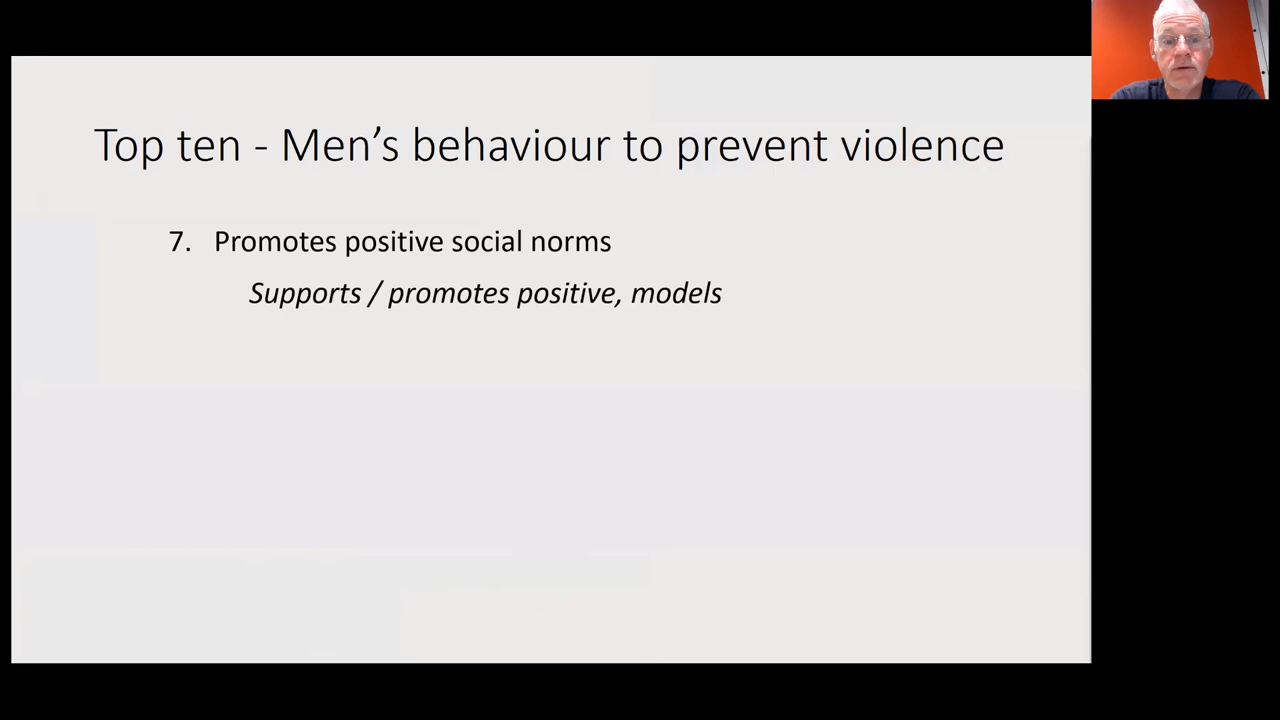 Top ten - Men’s behaviour to prevent violence
7. Promotes positive social norms
Supports / promotes positive, models